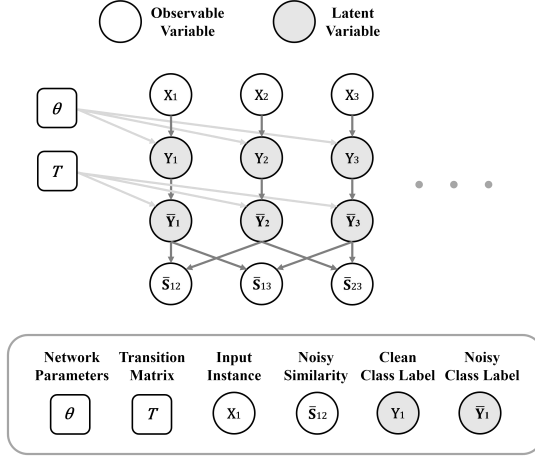 Observable Variable
Latent Variable
θ
X1
X2
X3
T
Y1
Y2
Y3
Ȳ1
Ȳ2
Ȳ3
S̄12
S̄13
S̄23
Network Parameters
Transition Matrix
Input Instance
Noisy Similarity
Clean Class Label
Noisy Class Label
θ
T
X1
S̄12
Y1
Ȳ1